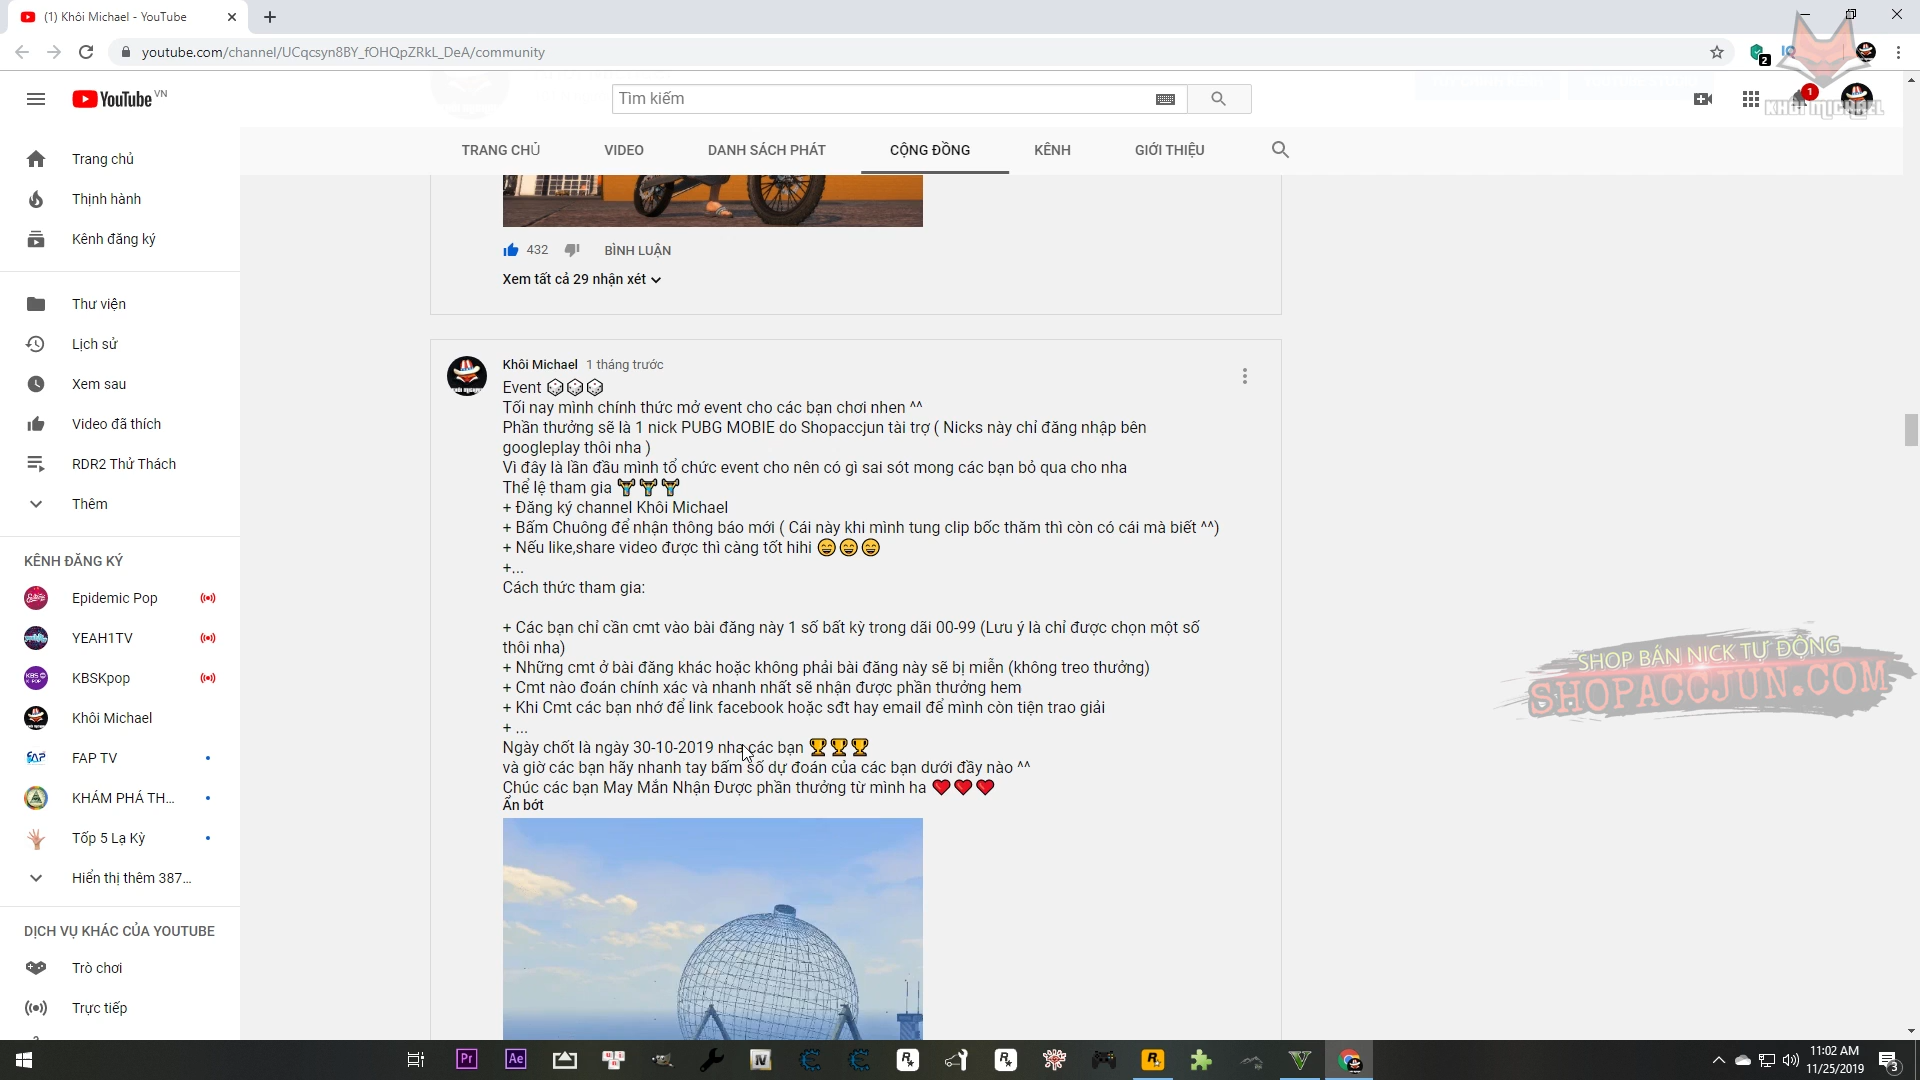 (1) Khôi Michael - YouTube
youtube.com/channel/UCqcsyn8BY_fOHQpZRkL_DeA/community
2
YouTube VN
Tìm kiếm
1
KHÔI MICHAEL
TRANG CHỦ
VIDEO
DANH SÁCH PHÁT
CỘNG ĐỒNG
KÊNH
GIỚI THIỆU
Trang chủ
Thịnh hành
Kênh đăng ký
Thư viện
Lịch sử
Xem sau
Video đã thích
RDR2 Thử Thách
Thêm
KÊNH ĐĂNG KÝ
Epidemic Pop
YEAH1TV
KBSKpop
Khôi Michael
FAP TV
KHÁM PHÁ TH...
Tốp 5 Lạ Kỳ
Hiển thị thêm 387...
DỊCH VỤ KHÁC CỦA YOUTUBE
Trò chơi
Trực tiếp
432
BÌNH LUẬN
Xem tất cả 29 nhận xét
Khôi Michael 1 tháng trước
Event 🎲🎲🎲
Tối nay mình chính thức mở event cho các bạn chơi nhen ^^
Phần thưởng sẽ là 1 nick PUBG MOBIE do Shopaccjun tài trợ ( Nicks này chỉ đăng nhập bên
googleplay thôi nha )
Vì đây là lần đầu mình tổ chức event cho nên có gì sai sót mong các bạn bỏ qua cho nha
Thể lệ tham gia
+ Đăng ký channel Khôi Michael
+ Bấm Chuông để nhận thông báo mới ( Cái này khi mình tung clip bốc thăm thì còn có cái mà biết ^^)
+ Nếu like,share video được thì càng tốt hihi 😄😄😄
+...
Cách thức tham gia:
+ Các bạn chỉ cần cmt vào bài đăng này 1 số bất kỳ trong dãi 00-99 (Lưu ý là chỉ được chọn một số
thôi nha)
+ Những cmt ở bài đăng khác hoặc không phải bài đăng này sẽ bị miễn (không treo thưởng)
+ Cmt nào đoán chính xác và nhanh nhất sẽ nhận được phần thưởng hem
+ Khi Cmt các bạn nhớ để link facebook hoặc sđt hay email để mình còn tiện trao giải
+ ...
Ngày chốt là ngày 30-10-2019 nha các bạn 🏆🏆🏆
và giờ các bạn hãy nhanh tay bấm số dự đoán của các bạn dưới đầy nào ^^
Chúc các bạn May Mắn Nhận Được phần thưởng từ mình ha ❤❤❤
Ẩn bớt
SHOP BÁN NICK TỰ ĐỘNG
SHOPACCJUN.COM
Pr
Ae
IV
11:02 AM
11/25/2019
3